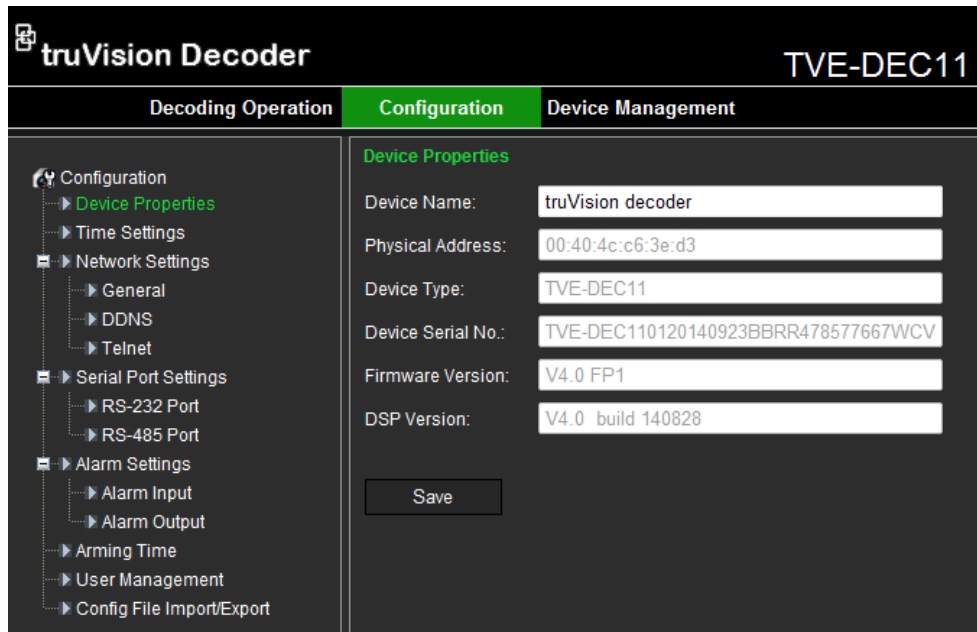 truVision Decoder
TVE-DEC11
Decoding Operation
Configuration
Device Management
Configuration
Device Properties
Time Settings
Network Settings
General
DDNS
Telnet
Serial Port Settings
RS-232 Port
RS-485 Port
Alarm Settings
Alarm Input
Alarm Output
Arming Time
User Management
Config File Import/Export
Device Properties
Device Name: truVision decoder
Physical Address: 00:40:4c:c6:3e:d3
Device Type: TVE-DEC11
Device Serial No.: TVE-DEC110120140923BBRR478577667WCV
Firmware Version: V4.0 FP1
DSP Version: V4.0 build 140828
Save